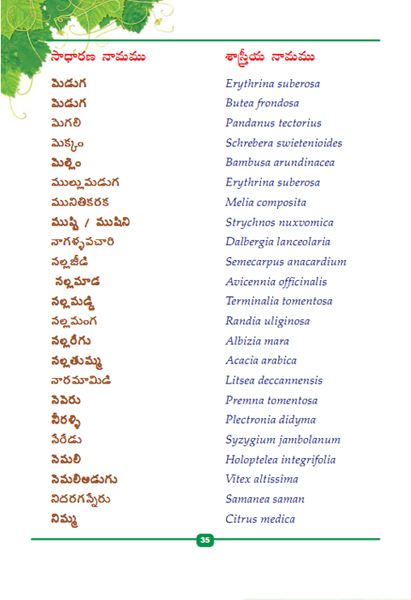 సాధారణ నామము శాస్త్రీయ నామము
మెడుగ Erythrina suberosa
మెడుగ Butea frondosa
మెగలి Pandanus tectorius
మెక్కం Schrebera swietenioides
మెల్లెం Bambusa arundinacea
ముల్లుమడుగ Erythrina suberosa
మునితికరక Melia composita
ముష్టి / ముషిని Strychnos nuxvomica
నాగళ్ళపచారి Dalbergia lanceolaria
నల్లజీడి Semecarpus anacardium
నల్లమాడ Avicennia officinalis
నల్లమద్ది Terminalia tomentosa
నల్లమంగ Randia uliginosa
నల్లరేగు Albizia mara
నల్లతుమ్మ Acacia arabica
నారమామిడి Litsea deccannensis
నెపెరు Premna tomentosa
నీరళ్ళి Plectronia didyma
నేరేడు Syzygium jambolanum
నెమలి Holoptelea integrifolia
నెమలిఆడుగు Vitex altissima
నిదరగన్నేరు Samanea saman
నిమ్మ Citrus medica
35